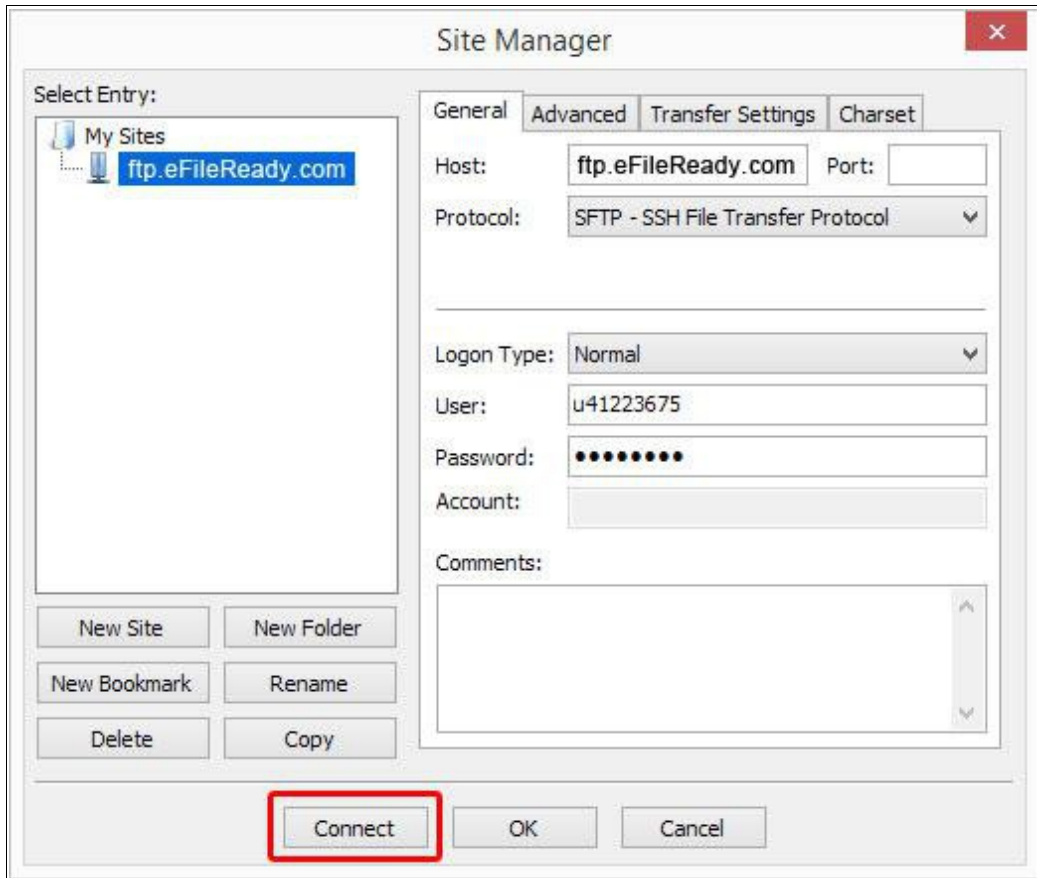 Site Manager
Select Entry:
My Sites
ftp.eFileReady.com
New Site
New Folder
New Bookmark
Rename
Delete
Copy
General
Advanced
Transfer Settings
Charset
Host:
ftp.eFileReady.com
Port:
Protocol:
SFTP - SSH File Transfer Protocol
Logon Type:
Normal
User:
u41223675
Password:
••••••••
Account:
Comments:
Connect
OK
Cancel